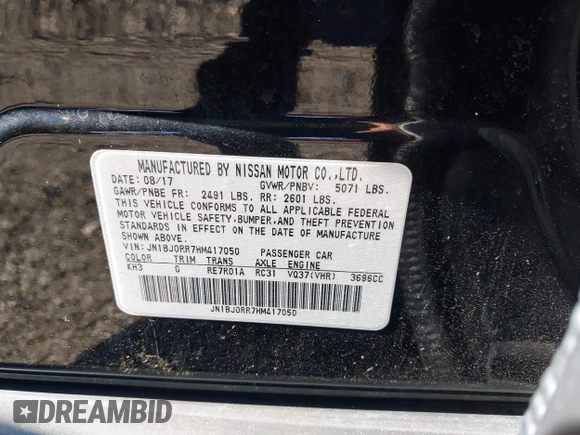 MANUFACTURED BY NISSAN MOTOR CO.,LTD.
DATE: 08/17 GVWR/PNBV: 5071 LBS.
GAWR/PNBE FR: 2491 LBS. RR: 2601 LBS.
THIS VEHICLE CONFORMS TO ALL APPLICABLE FEDERAL
MOTOR VEHICLE SAFETY,BUMPER,AND THEFT PREVENTION
STANDARDS IN EFFECT ON THE DATE OF MANUFACTURE
SHOWN ABOVE.
VIN: JN1BJ0RR7HM417050 PASSENGER CAR
COLOR TRIM TRANS AXLE ENGINE
KH3 G RE7R01A RC31 VQ37(VHR) 3696CC
JN1BJ0RR7HM417050
DREAMBID